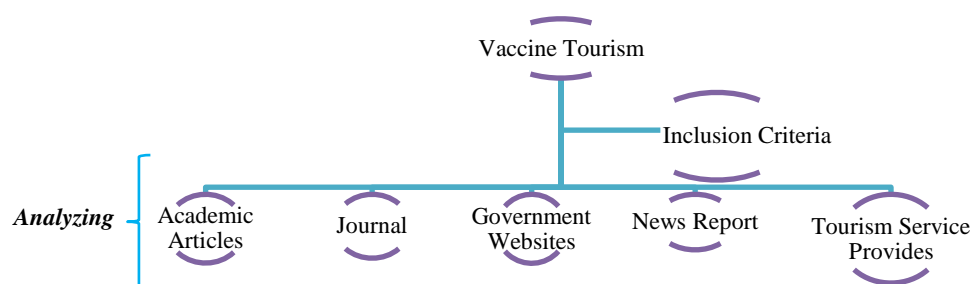 Vaccine Tourism
Inclusion Criteria
Analyzing
Academic
Articles
Journal
Government
Websites
News Report
Tourism Service
Provides